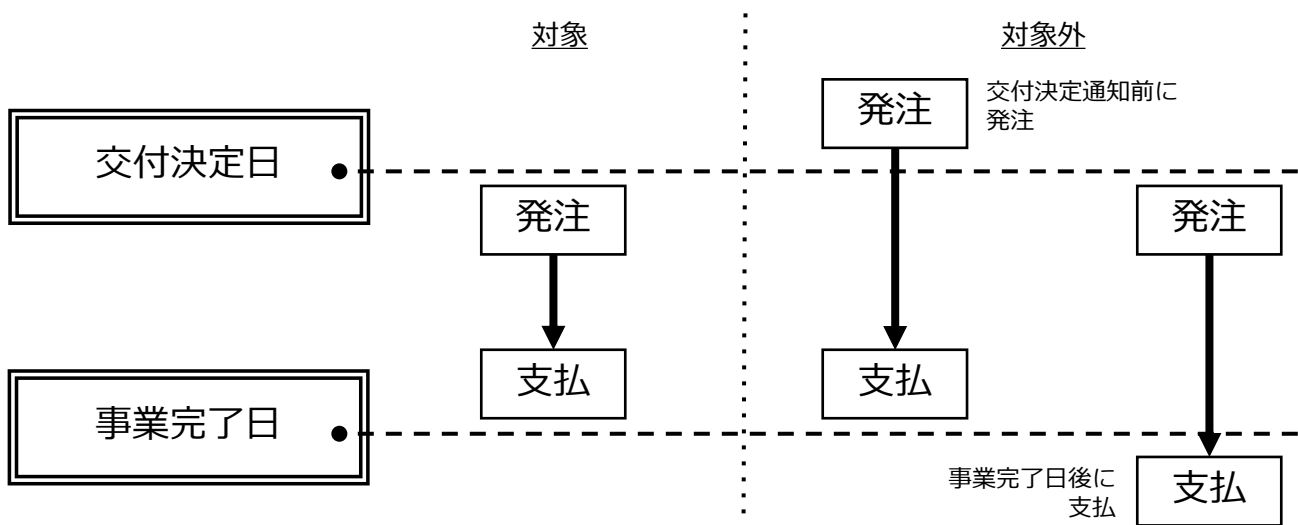 対象
対象外
発注
交付決定通知前に
発注
交付決定日
発注
発注
支払
支払
事業完了日
事業完了日後に
支払
支払